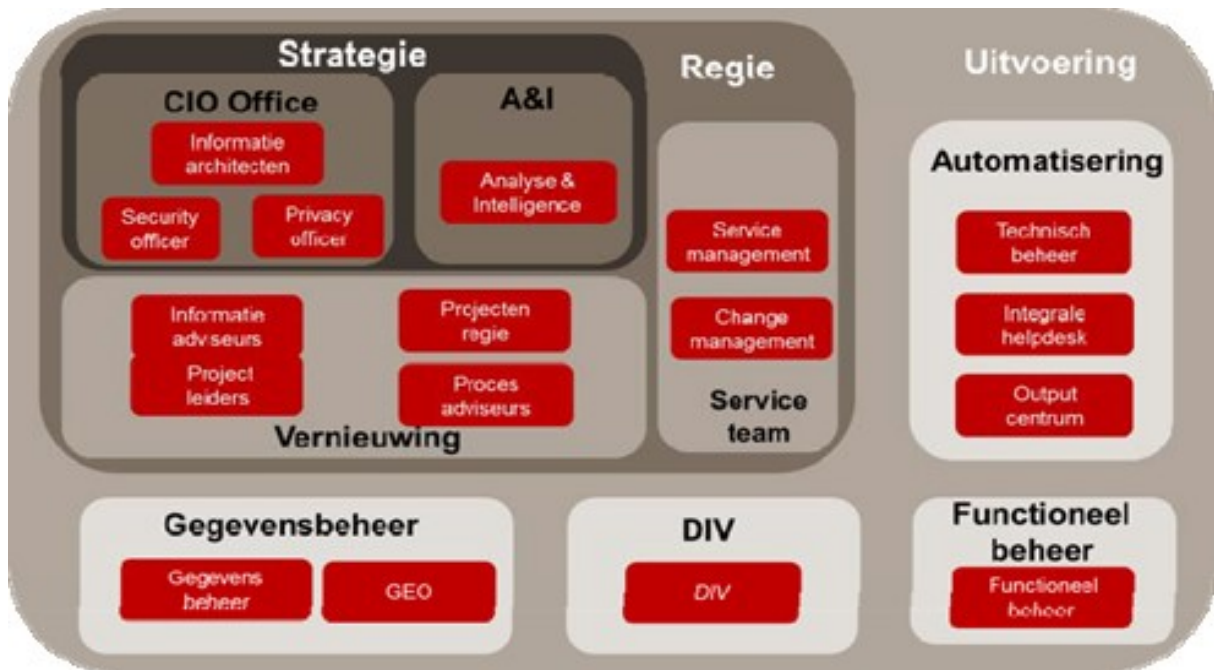 Strategie
Regie
Uitvoering
CIO Office
A&I
Informatie
architecten
Security
officer
Privacy
officer
Analyse &
Intelligence
Service
management
Change
management
Service
team
Automatisering
Technisch
beheer
Integrale
helpdesk
Output
centrum
Informatie
adviseurs
Project
leiders
Projecten
regie
Proces
adviseurs
Vernieuwing
Gegevensbeheer
Gegevens
beheer
GEO
DIV
DIV
Functioneel
beheer
Functioneel
beheer